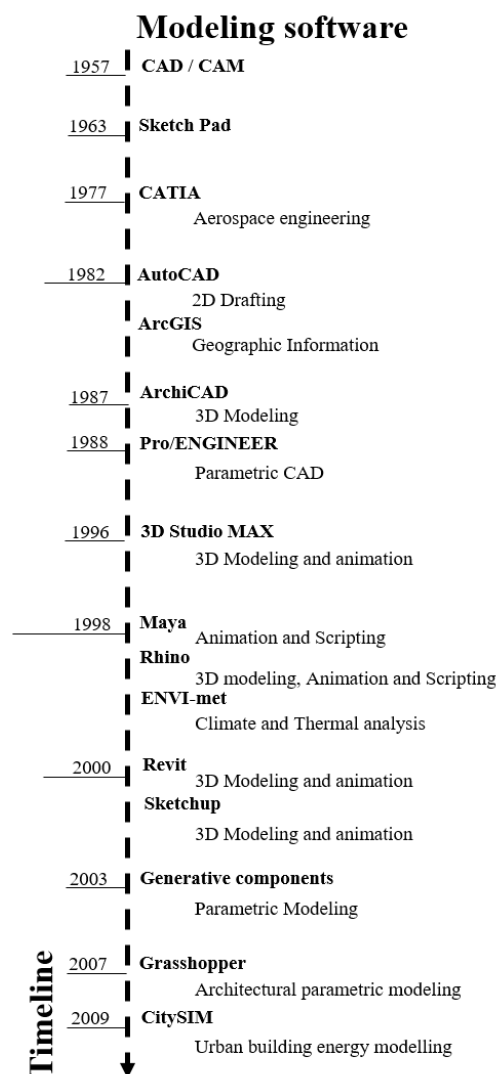 Modeling software
1957 CAD / CAM
1963 Sketch Pad
1977 CATIA
Aerospace engineering
1982 AutoCAD
2D Drafting
ArcGIS
Geographic Information
1987 ArchiCAD
3D Modeling
1988 Pro/ENGINEER
Parametric CAD
1996 3D Studio MAX
3D Modeling and animation
1998 Maya
Animation and Scripting
Rhino
3D modeling, Animation and Scripting
ENVI-met
Climate and Thermal analysis
2000 Revit
3D Modeling and animation
Sketchup
3D Modeling and animation
2003 Generative components
Parametric Modeling
2007 Grasshopper
Architectural parametric modeling
2009 CitySIM
Urban building energy modelling
Timeline